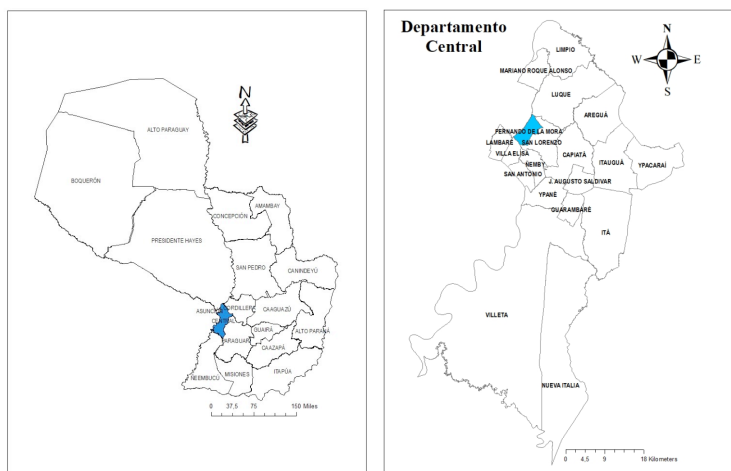 N
ALTO PARAGUAY
BOQUERÓN
AMAMBAY
CONCEPCIÓN
PRESIDENTE HAYES
SAN PEDRO
CANINDEYÚ
ASUNCIÓN
CORDILLERA
CENTRAL
CAAGUAZÚ
GUAIRÁ
ALTO PARANÁ
PARAGUARÍ
CAAZAPÁ
ÑEEMBUCÚ
MISIONES
ITAPÚA
0 37,5 75 150 Miles
Departamento
Central
N
W E
S
LIMPIO
MARIANO ROQUE ALONSO
LUQUE
AREGUÁ
FERNANDO DE LA MORA
LAMBARÉ
SAN LORENZO
VILLA ELISA
CAPIATÁ
ÑEMBY
ITAUGUÁ
YPACARAÍ
SAN ANTONIO
J. AUGUSTO SALDIVAR
YPANÉ
GUARAMBARÉ
ITÁ
VILLETA
NUEVA ITALIA
0 4,5 9 18 Kilometers